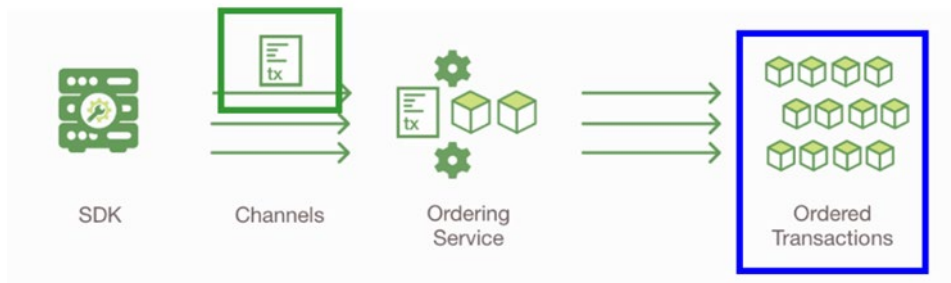 tx
tx
SDK
Channels
Ordering
Service
Ordered
Transactions